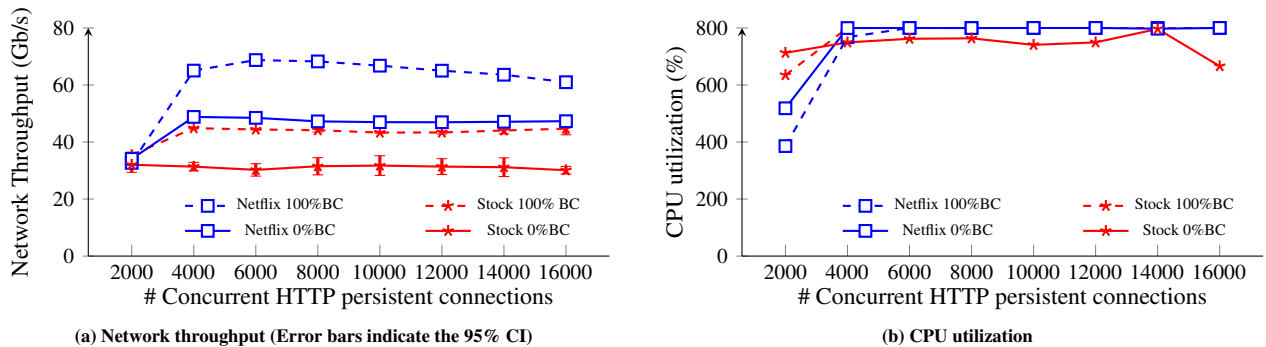 Network Throughput (Gb/s)
80
60
40
20
0
Netflix 100%BC
Stock 100% BC
Netflix 0%BC
Stock 0%BC
2000 4000 6000 8000 10000 12000 14000 16000
# Concurrent HTTP persistent connections
(a) Network throughput (Error bars indicate the 95% CI)
CPU utilization (%)
800
600
400
200
0
Netflix 100%BC
Stock 100%BC
Netflix 0%BC
Stock 0%BC
2000 4000 6000 8000 10000 12000 14000 16000
# Concurrent HTTP persistent connections
(b) CPU utilization